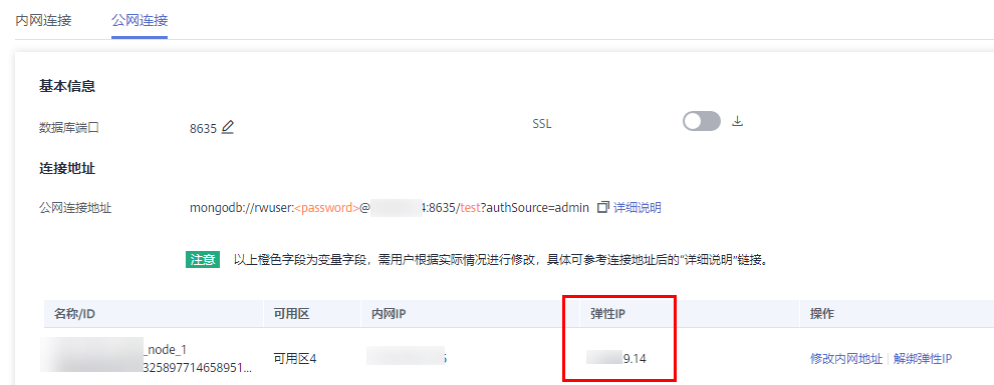 内网连接 公网连接
基本信息
数据库端口 8635 SSL
连接地址
公网连接地址 mongodb://rwuser:<password>@ 4:8635/test?authSource=admin 详细说明
注意 以上橙色字段为变量字段，需用户根据实际情况进行修改，具体可参考连接地址后的“详细说明”链接。
名称/ID 可用区 内网IP 弹性IP 操作
_node_1
325897714658951... 可用区4 9.14 修改内网地址 解绑弹性IP